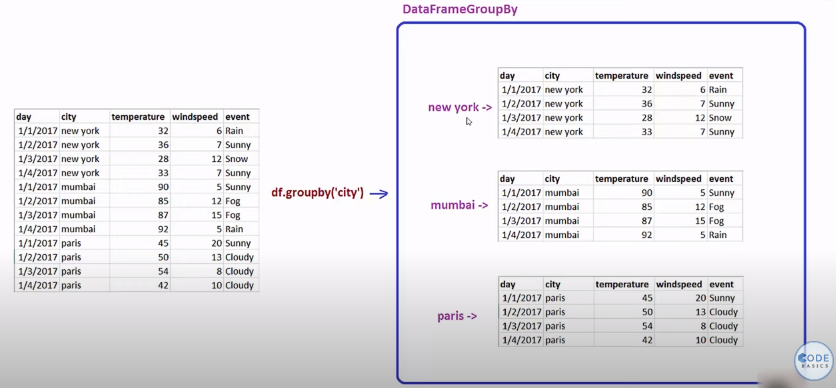 DataFrameGroupBy
day city temperature windspeed event
1/1/2017 new york 32 6 Rain
1/2/2017 new york 36 7 Sunny
1/3/2017 new york 28 12 Snow
1/4/2017 new york 33 7 Sunny
1/1/2017 mumbai 90 5 Sunny
1/2/2017 mumbai 85 12 Fog
1/3/2017 mumbai 87 15 Fog
1/4/2017 mumbai 92 5 Rain
1/1/2017 paris 45 20 Sunny
1/2/2017 paris 50 13 Cloudy
1/3/2017 paris 54 8 Cloudy
1/4/2017 paris 42 10 Cloudy
df.groupby('city')
new york ->
day city temperature windspeed event
1/1/2017 new york 32 6 Rain
1/2/2017 new york 36 7 Sunny
1/3/2017 new york 28 12 Snow
1/4/2017 new york 33 7 Sunny
mumbai ->
day city temperature windspeed event
1/1/2017 mumbai 90 5 Sunny
1/2/2017 mumbai 85 12 Fog
1/3/2017 mumbai 87 15 Fog
1/4/2017 mumbai 92 5 Rain
paris ->
day city temperature windspeed event
1/1/2017 paris 45 20 Sunny
1/2/2017 paris 50 13 Cloudy
1/3/2017 paris 54 8 Cloudy
1/4/2017 paris 42 10 Cloudy
CODE
BASICS